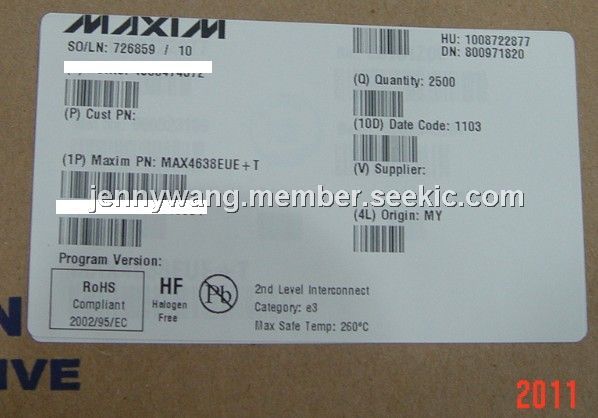 MAXIM
SO/LN: 726859 / 10
HU: 1008722877
DN: 800971820
(Q) Quantity: 2500
(P) Cust PN:
(10D) Date Code: 1103
(1P) Maxim PN: MAX4638EUE+T
(V) Supplier:
jennywang.member.seekic.com
(4L) Origin: MY
Program Version:
RoHS
Compliant
2002/95/EC
HF
Halogen
Free
Pb
2nd Level Interconnect
Category: e3
Max Safe Temp: 260ºC
N
IVE
2011